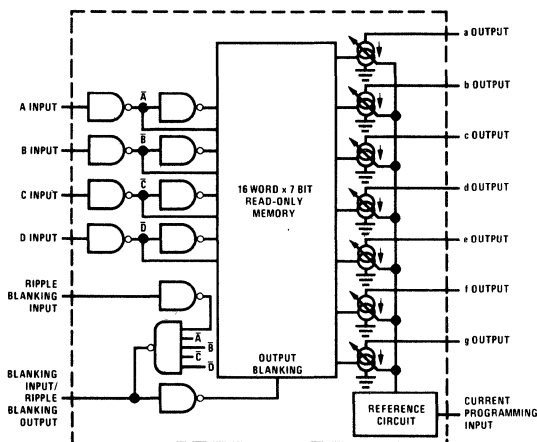 a OUTPUT
b OUTPUT
c OUTPUT
d OUTPUT
e OUTPUT
f OUTPUT
g OUTPUT
A INPUT
B INPUT
C INPUT
D INPUT
A̅
B̅
C̅
D̅
16 WORD x 7 BIT
READ-ONLY
MEMORY
RIPPLE
BLANKING
INPUT
A̅
B̅
C̅
D̅
BLANKING
INPUT/
RIPPLE
BLANKING
OUTPUT
OUTPUT
BLANKING
REFERENCE
CIRCUIT
CURRENT
PROGRAMMING
INPUT